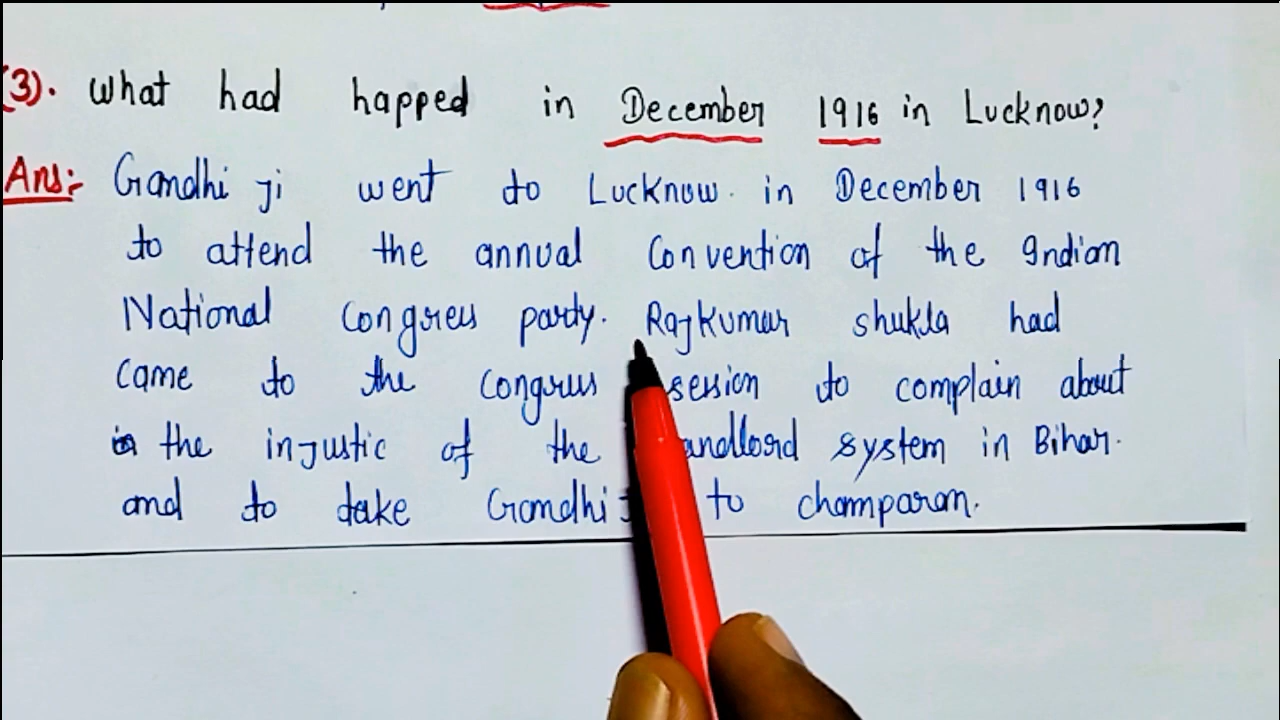 (3). What had happed in December 1916 in Lucknow?
Ans:- Gandhi ji went to Lucknow. in December 1916
to attend the annual Convention of the Indian
National Congress party. Rajkumar shukla had
came to the congress session to complain about
the injustic of the andlord system in Bihar.
and to take Gandhi to champaran.